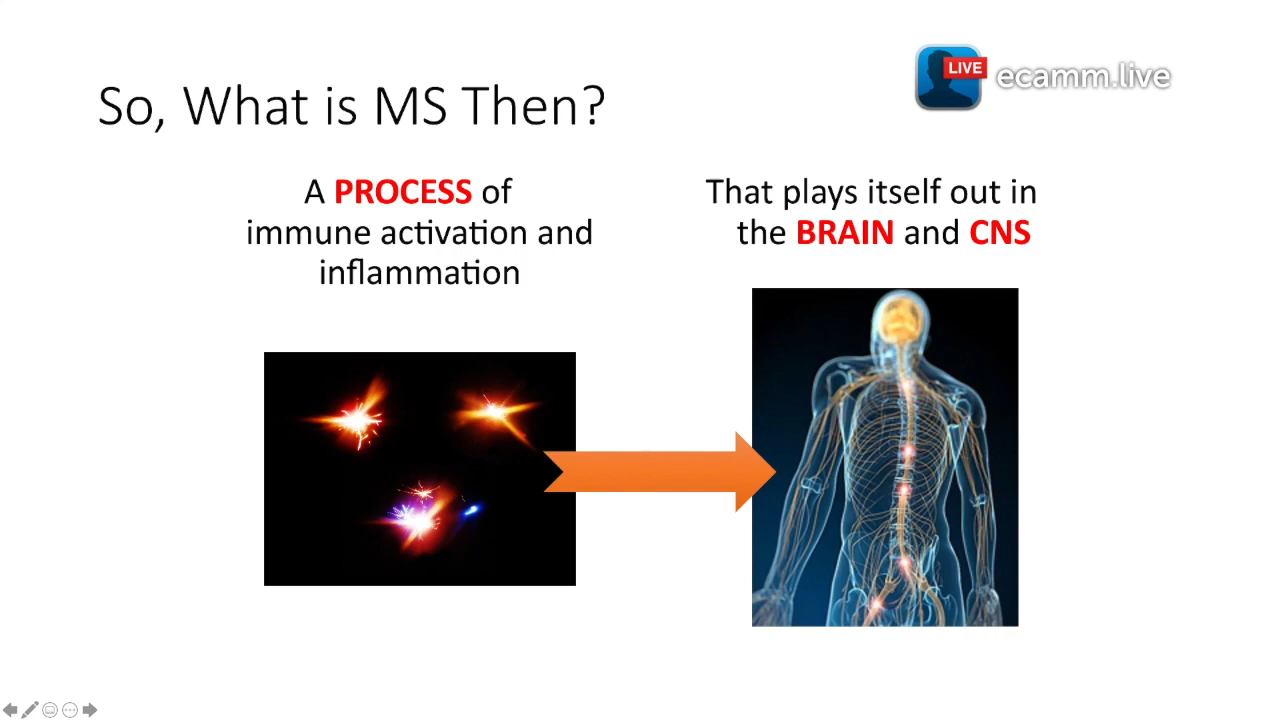 So, What is MS Then?
LIVE
ecamm.live
A PROCESS of
immune activation and
inflammation
That plays itself out in
the BRAIN and CNS